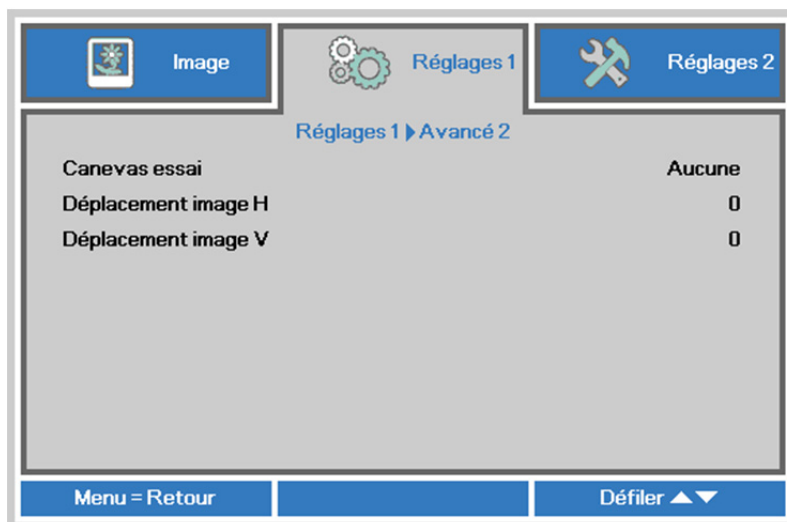 Image
Réglages 1
Réglages 2
Réglages 1 Avancé 2
Canevas essai Aucune
Déplacement image H 0
Déplacement image V 0
Menu = Retour
Défiler ▲▼